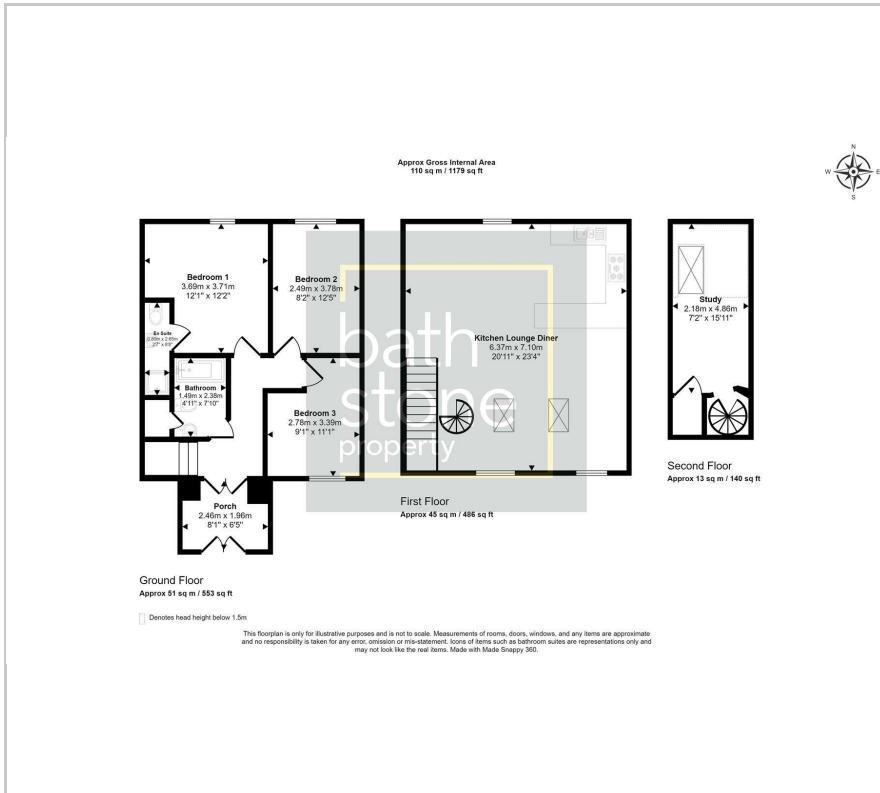 Approx Gross Internal Area
110 sq m / 1179 sq ft
N
W E
S
Bedroom 1
3.69m x 3.71m
12'1" x 12'2"
Bedroom 2
2.49m x 3.78m
8'2" x 12'5"
En Suite
0.80m x 2.65m
2'7" x 8'8"
Bathroom
1.49m x 2.38m
4'11" x 7'10"
Bedroom 3
2.78m x 3.39m
9'1" x 11'1"
Porch
2.46m x 1.96m
8'1" x 6'5"
Ground Floor
Approx 51 sq m / 553 sq ft
Kitchen Lounge Diner
6.37m x 7.10m
20'11" x 23'4"
First Floor
Approx 45 sq m / 486 sq ft
Study
2.18m x 4.86m
7'2" x 15'11"
Second Floor
Approx 13 sq m / 140 sq ft
bath
stone
property
Denotes head height below 1.5m
This floorplan is only for illustrative purposes and is not to scale. Measurements of rooms, doors, windows, and any items are approximate
and no responsibility is taken for any error, omission or mis-statement. Icons of items such as bathroom suites are representations only and
may not look like the real items. Made with Made Snappy 360.